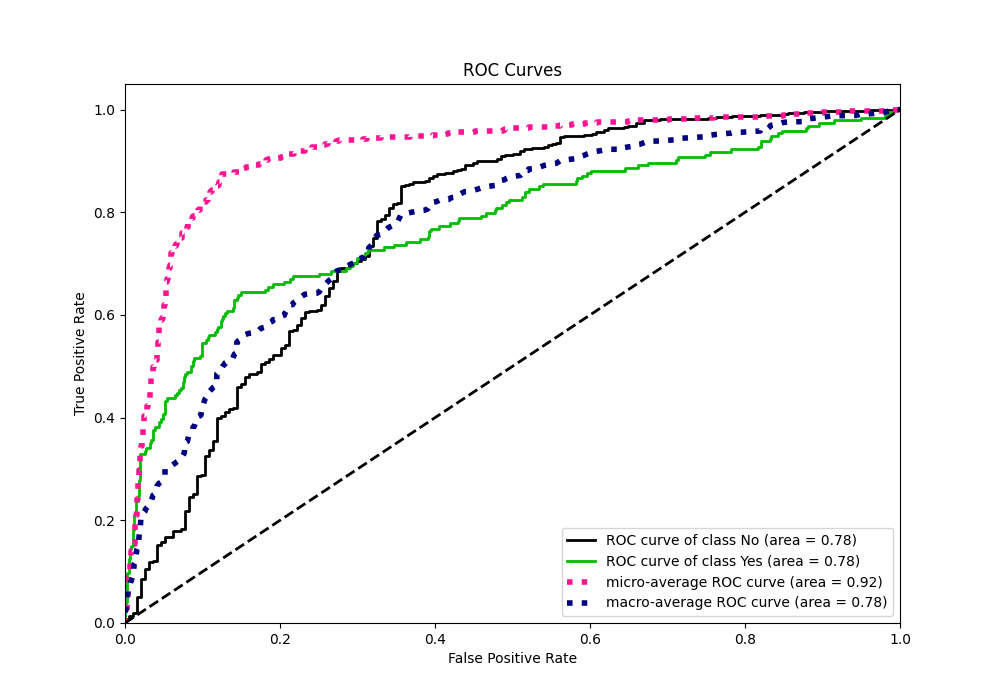 ROC Curves
True Positive Rate
1.0
0.8
0.6
0.4
0.2
0.0
0.0 0.2 0.4 0.6 0.8 1.0
False Positive Rate
ROC curve of class No (area = 0.78)
ROC curve of class Yes (area = 0.78)
micro-average ROC curve (area = 0.92)
macro-average ROC curve (area = 0.78)